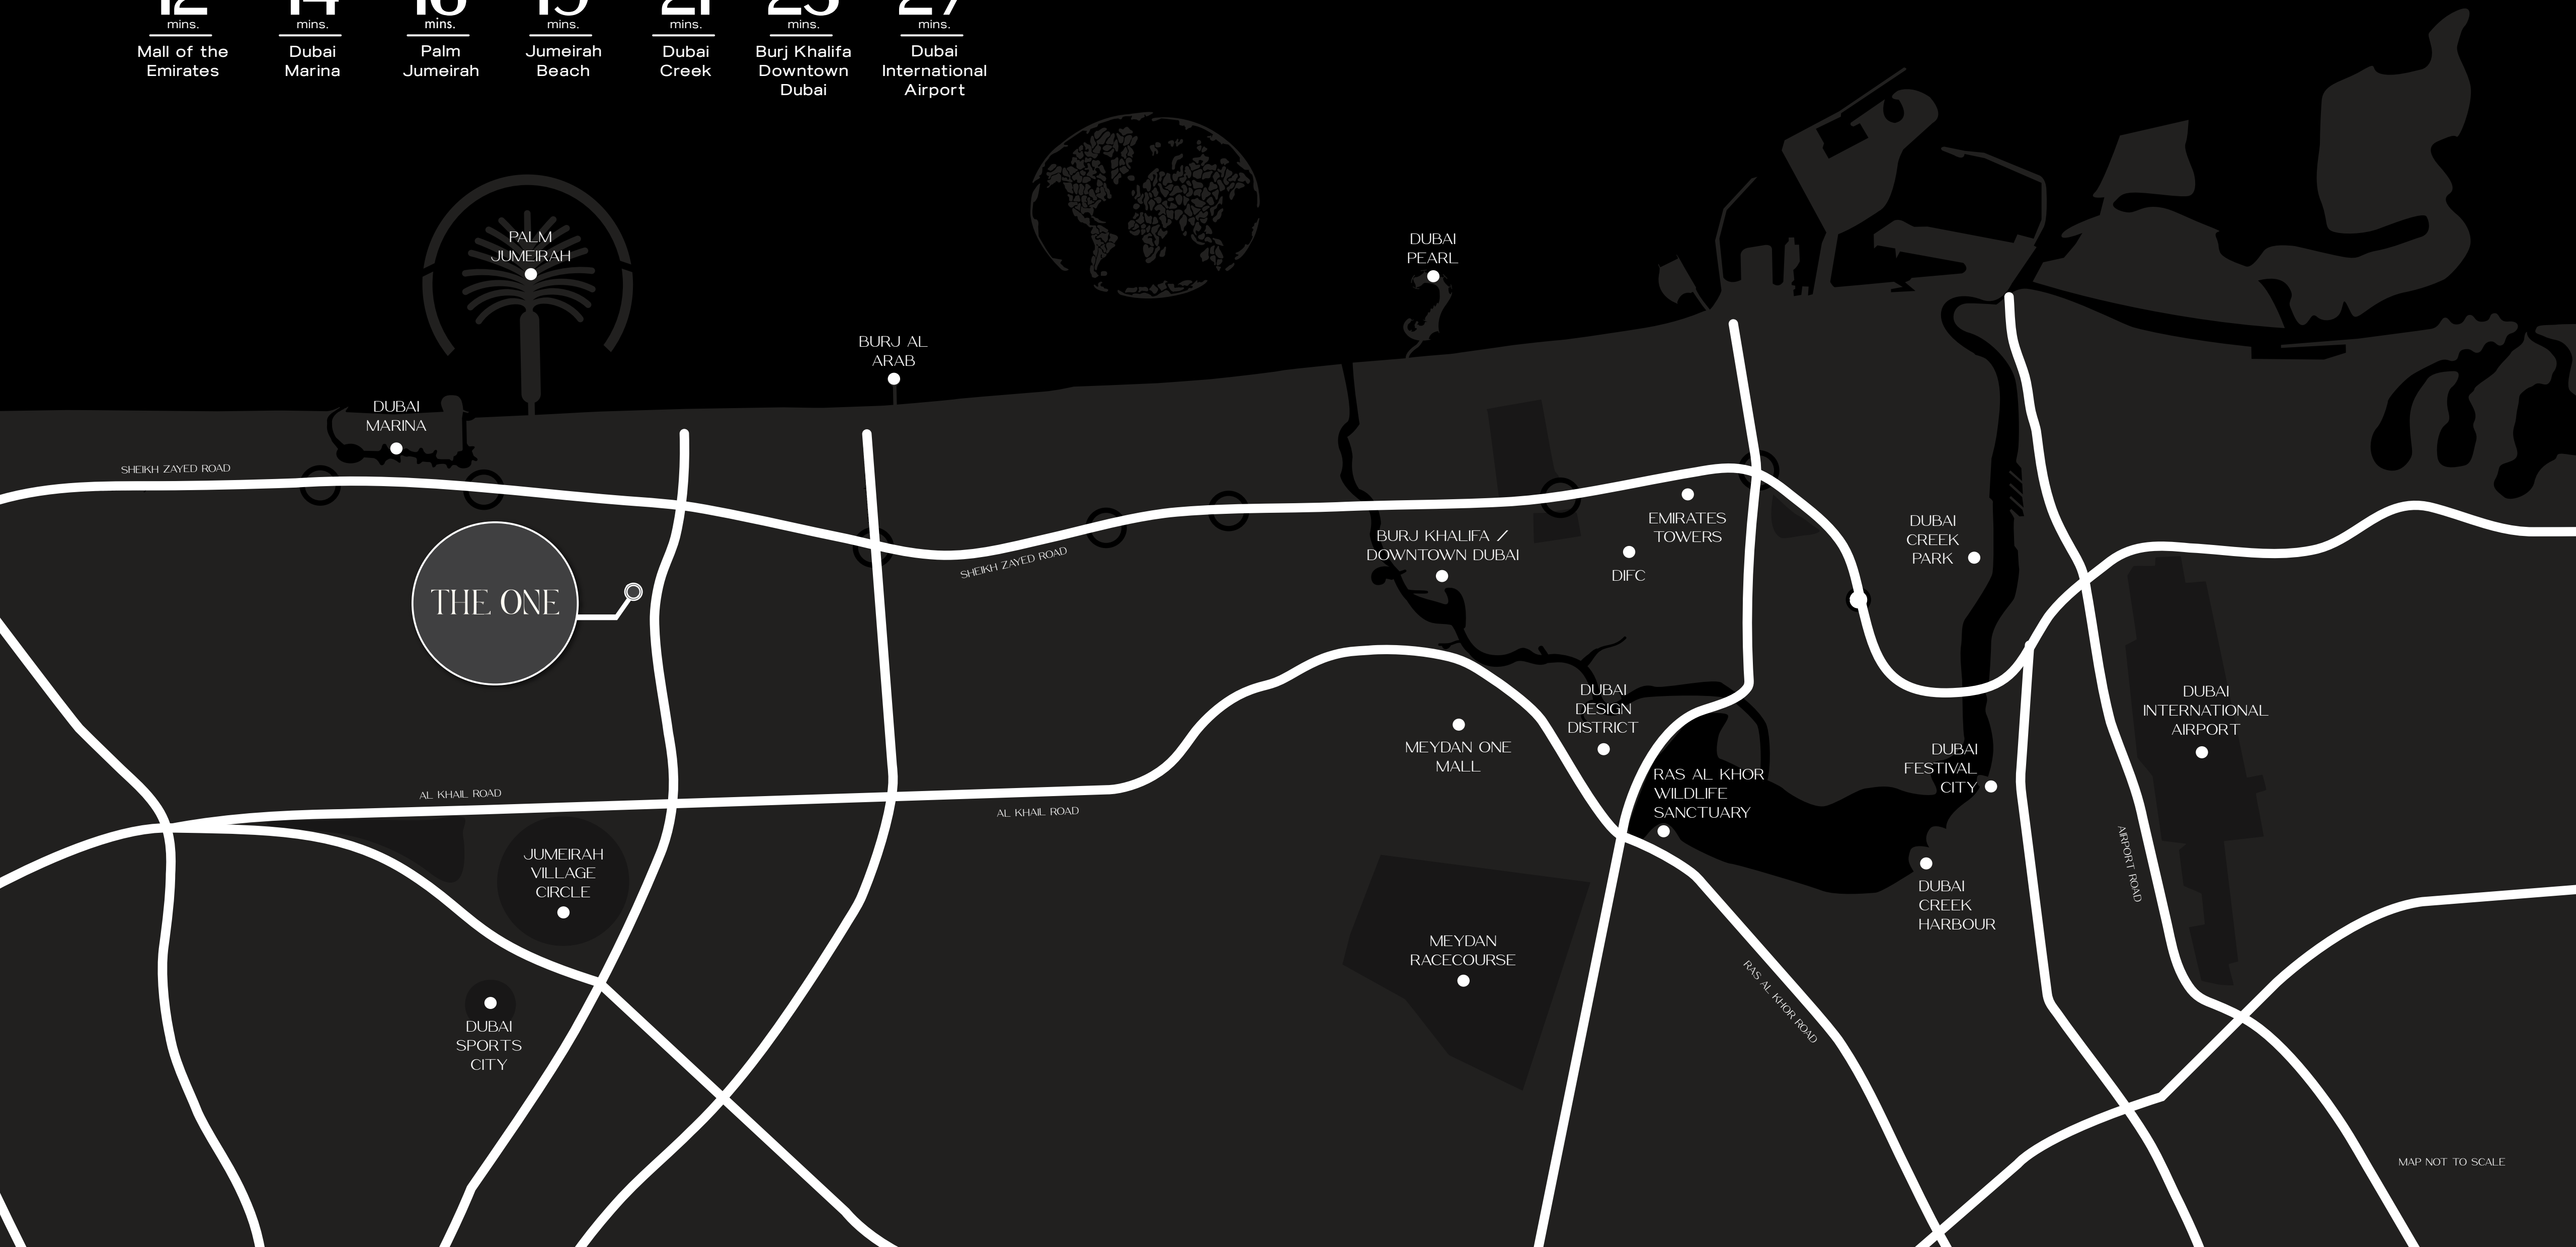 mins. mins. mins. mins. mins. mins. mins.
Mall of the Dubai Palm Jumeirah Dubai Burj Khalifa Dubai
Emirates Marina Jumeirah Beach Creek Downtown International
Dubai Airport
PALM
JUMEIRAH
DUBAI
PEARL
BURJ AL
ARAB
DUBAI
MARINA
SHEIKH ZAYED ROAD
EMIRATES
TOWERS
DUBAI
CREEK
PARK
BURJ KHALIFA /
DOWNTOWN DUBAI
SHEIKH ZAYED ROAD
DIFC
THE ONE
DUBAI
DESIGN
DISTRICT
DUBAI
INTERNATIONAL
AIRPORT
MEYDAN ONE
MALL
DUBAI
FESTIVAL
CITY
RAS AL KHOR
WILDLIFE
SANCTUARY
AL KHAIL ROAD
AL KHAIL ROAD
JUMEIRAH
VILLAGE
CIRCLE
AIRPORT ROAD
DUBAI
CREEK
HARBOUR
MEYDAN
RACECOURSE
RAS AL KHOR ROAD
DUBAI
SPORTS
CITY
MAP NOT TO SCALE